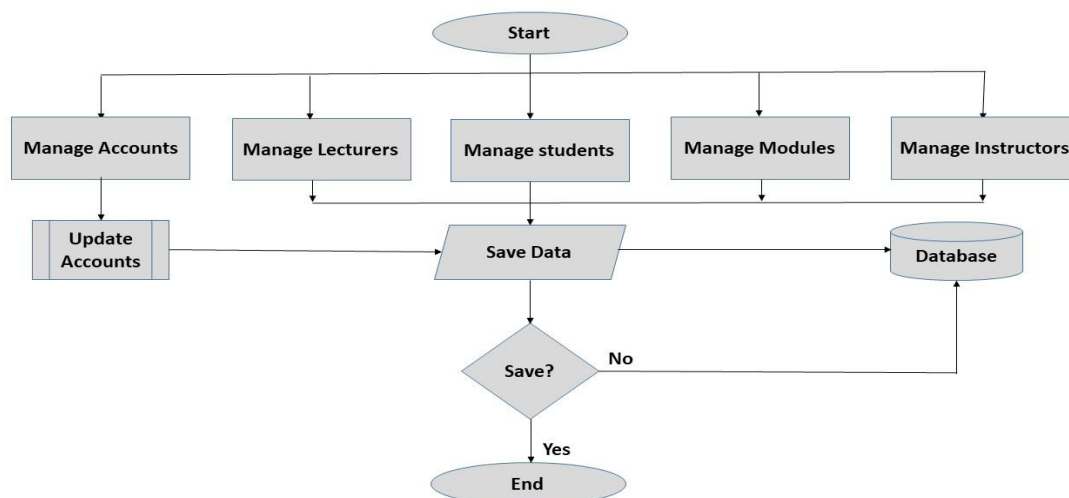 Start
Manage Accounts
Manage Lecturers
Manage students
Manage Modules
Manage Instructors
Update
Accounts
Save Data
Database
Save?
No
Yes
End